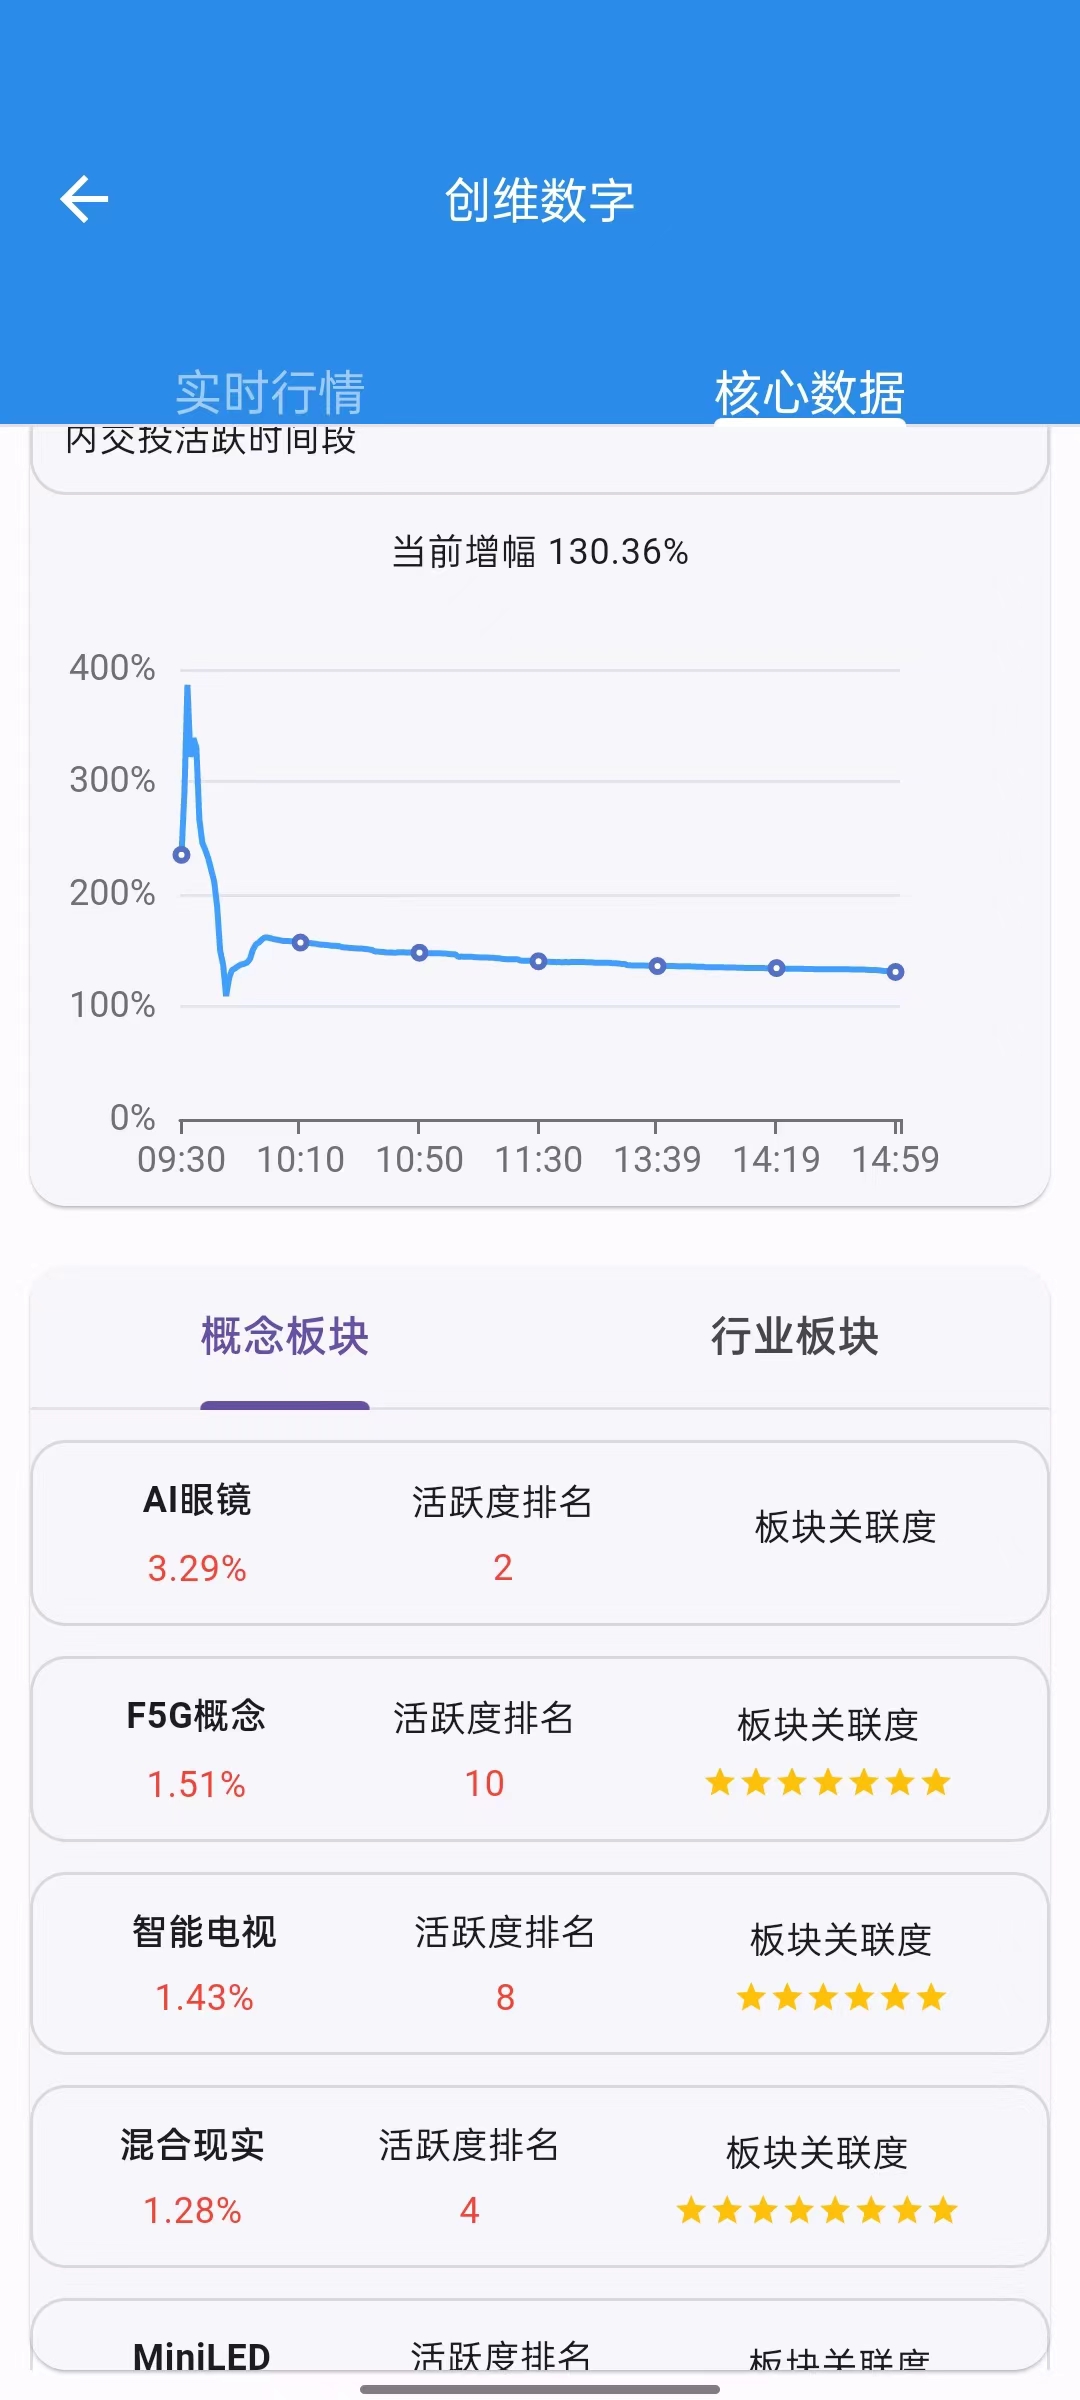 创维数字
实时行情 核心数据
内交投活跃时间段
当前增幅 130.36%
400%
300%
200%
100%
0%
09:30 10:10 10:50 11:30 13:39 14:19 14:59
概念板块 行业板块
AI眼镜 活跃度排名 板块关联度
3.29% 2
F5G概念 活跃度排名 板块关联度
1.51% 10
智能电视 活跃度排名 板块关联度
1.43% 8
混合现实 活跃度排名 板块关联度
1.28% 4
MiniLED 活跃度排名 板块关联度